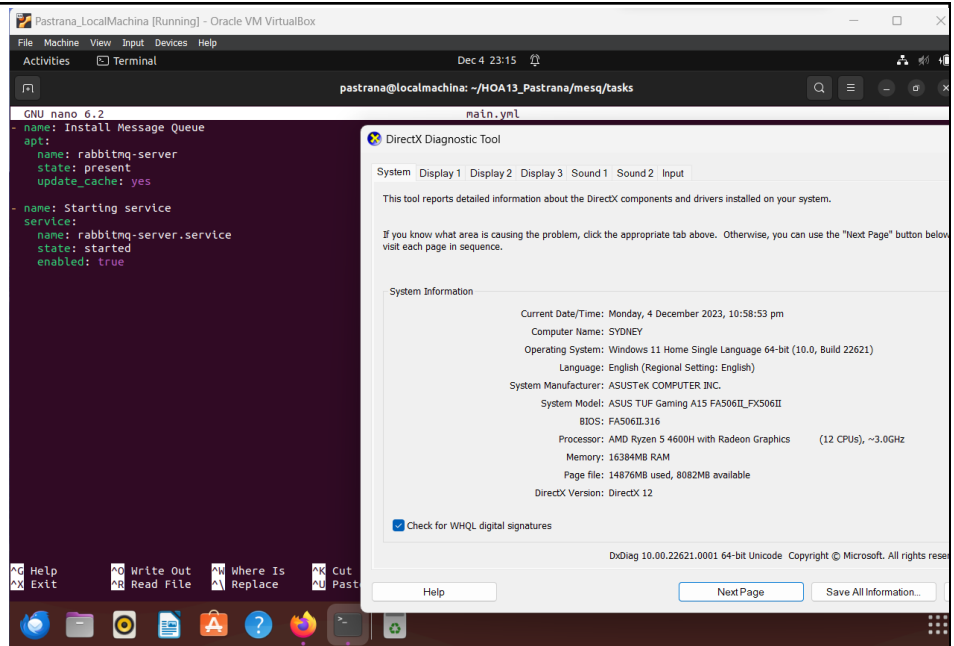 Pastrana_LocalMachina [Running] - Oracle VM VirtualBox
File Machine View Input Devices Help
Activities Terminal Dec 4 23:15
pastrana@localmachina: ~/HOA13_Pastrana/mesq/tasks
GNU nano 6.2 main.yml
- name: Install Message Queue
apt:
name: rabbitmq-server
state: present
update_cache: yes
- name: Starting service
service:
name: rabbitmq-server.service
state: started
enabled: true
^G Help ^O Write Out ^W Where Is ^K Cut
^X Exit ^R Read File ^\ Replace ^U Past
DirectX Diagnostic Tool
System Display 1 Display 2 Display 3 Sound 1 Sound 2 Input
This tool reports detailed information about the DirectX components and drivers installed on your system.
If you know what area is causing the problem, click the appropriate tab above. Otherwise, you can use the "Next Page" button below
visit each page in sequence.
System Information
Current Date/Time: Monday, 4 December 2023, 10:58:53 pm
Computer Name: SYDNEY
Operating System: Windows 11 Home Single Language 64-bit (10.0, Build 22621)
Language: English (Regional Setting: English)
System Manufacturer: ASUSTeK COMPUTER INC.
System Model: ASUS TUF Gaming A15 FA506II_FX506II
BIOS: FA506II.316
Processor: AMD Ryzen 5 4600H with Radeon Graphics (12 CPUs), ~3.0GHz
Memory: 16384MB RAM
Page file: 14876MB used, 8082MB available
DirectX Version: DirectX 12
Check for WHQL digital signatures
DxDiag 10.00.22621.0001 64-bit Unicode Copyright © Microsoft. All rights reser
Help Next Page Save All Information...